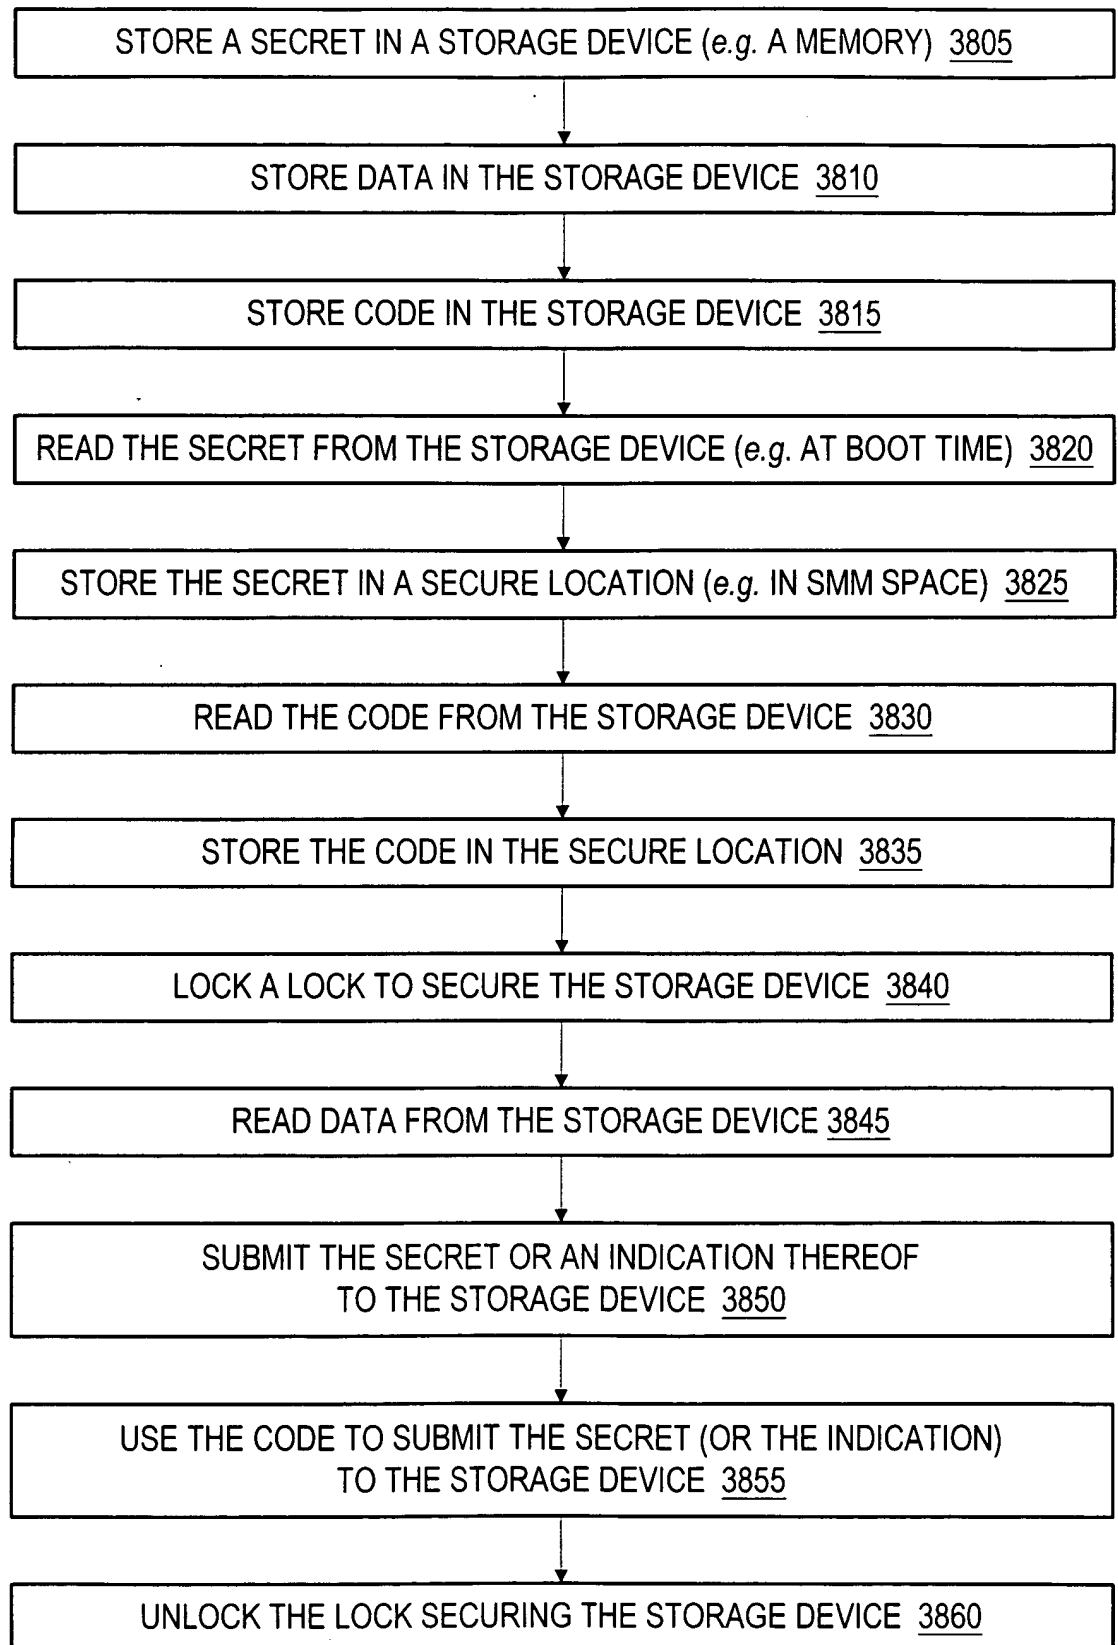 STORE A SECRET IN A STORAGE DEVICE (e.g. A MEMORY) 3805
STORE DATA IN THE STORAGE DEVICE 3810
STORE CODE IN THE STORAGE DEVICE 3815
READ THE SECRET FROM THE STORAGE DEVICE (e.g. AT BOOT TIME) 3820
STORE THE SECRET IN A SECURE LOCATION (e.g. IN SMM SPACE) 3825
READ THE CODE FROM THE STORAGE DEVICE 3830
STORE THE CODE IN THE SECURE LOCATION 3835
LOCK A LOCK TO SECURE THE STORAGE DEVICE 3840
READ DATA FROM THE STORAGE DEVICE 3845
SUBMIT THE SECRET OR AN INDICATION THEREOF
TO THE STORAGE DEVICE 3850
USE THE CODE TO SUBMIT THE SECRET (OR THE INDICATION)
TO THE STORAGE DEVICE 3855
UNLOCK THE LOCK SECURING THE STORAGE DEVICE 3860